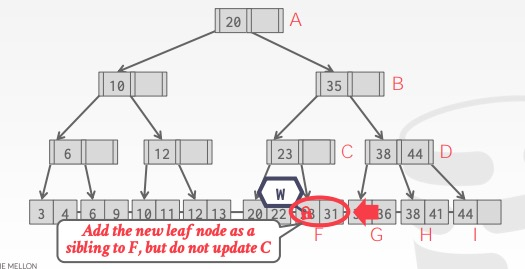 20 A
10 35 B
6 12 23 C 38 44 D
W
3 4 6 9 10 11 12 13 20 22 31 36 38 41 44
Add the new leaf node as a
sibling to F, but do not update C
F G H I
IE MELLON